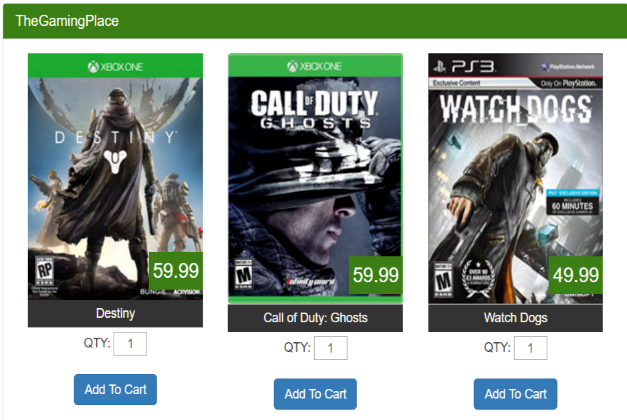 TheGamingPlace
XBOX ONE
DESTINY
RP
BUNGIE ACTIVISION
59.99
Destiny
QTY: 1
Add To Cart
XBOX ONE
CALL OF DUTY
GHOSTS
M
Infinity ward
59.99
Call of Duty: Ghosts
QTY: 1
Add To Cart
PS3
PlayStation Network
Exclusive Content
Only On PlayStation.
WATCH_DOGS
PS3 EXCLUSIVE EDITION
INCLUDES
60 MINUTES
OF EXCLUSIVE GAMEPLAY
M
OVER 80
E3 AWARDS
49.99
UBISOFT
Watch Dogs
QTY: 1
Add To Cart